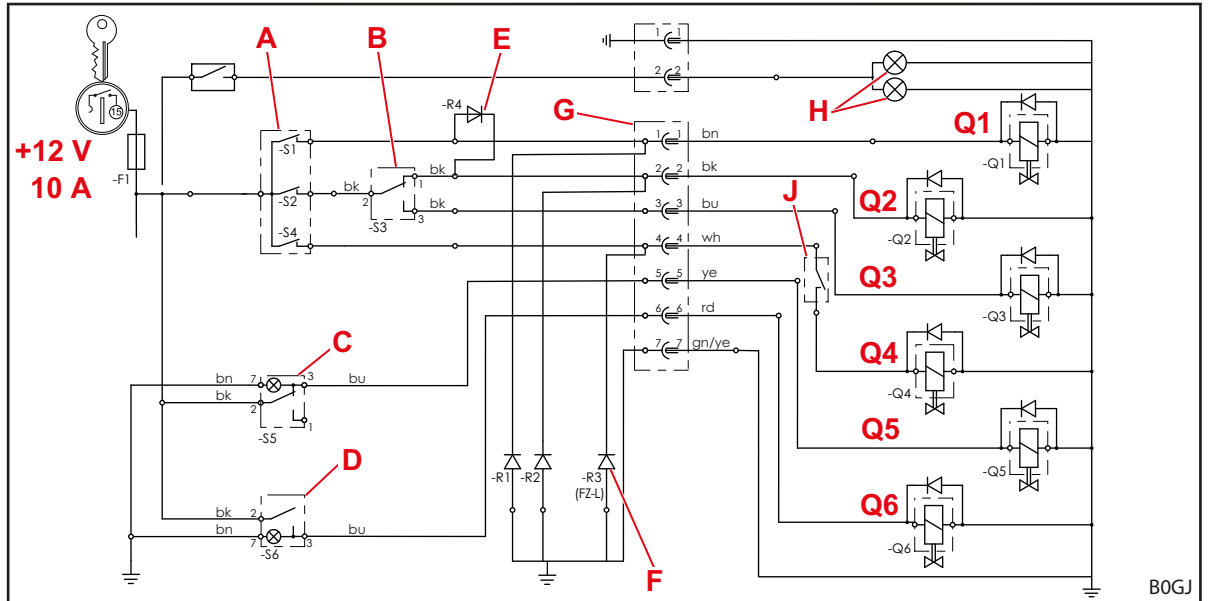 A B E
1 1
2 2
15
-R4
G
H
+12 V
10 A
-F1
-S1
1 1 bn
Q1
-Q1
bk
1
2 2 bk
-S2
bk
2
-S3
3
bk
3 3 bu
J
Q2
-Q2
-S4
4 4 wh
5 5 ye
Q3
-Q3
6 6 rd
C
7 7 gn/ye
Q4
-Q4
bn 7 3 bu
bk 2
1
-S5
Q5
-Q5
D
-R1 -R2 -R3
(FZ-L)
Q6
bk 2
bn 7 3 bu
-S6
-Q6
F
B0GJ